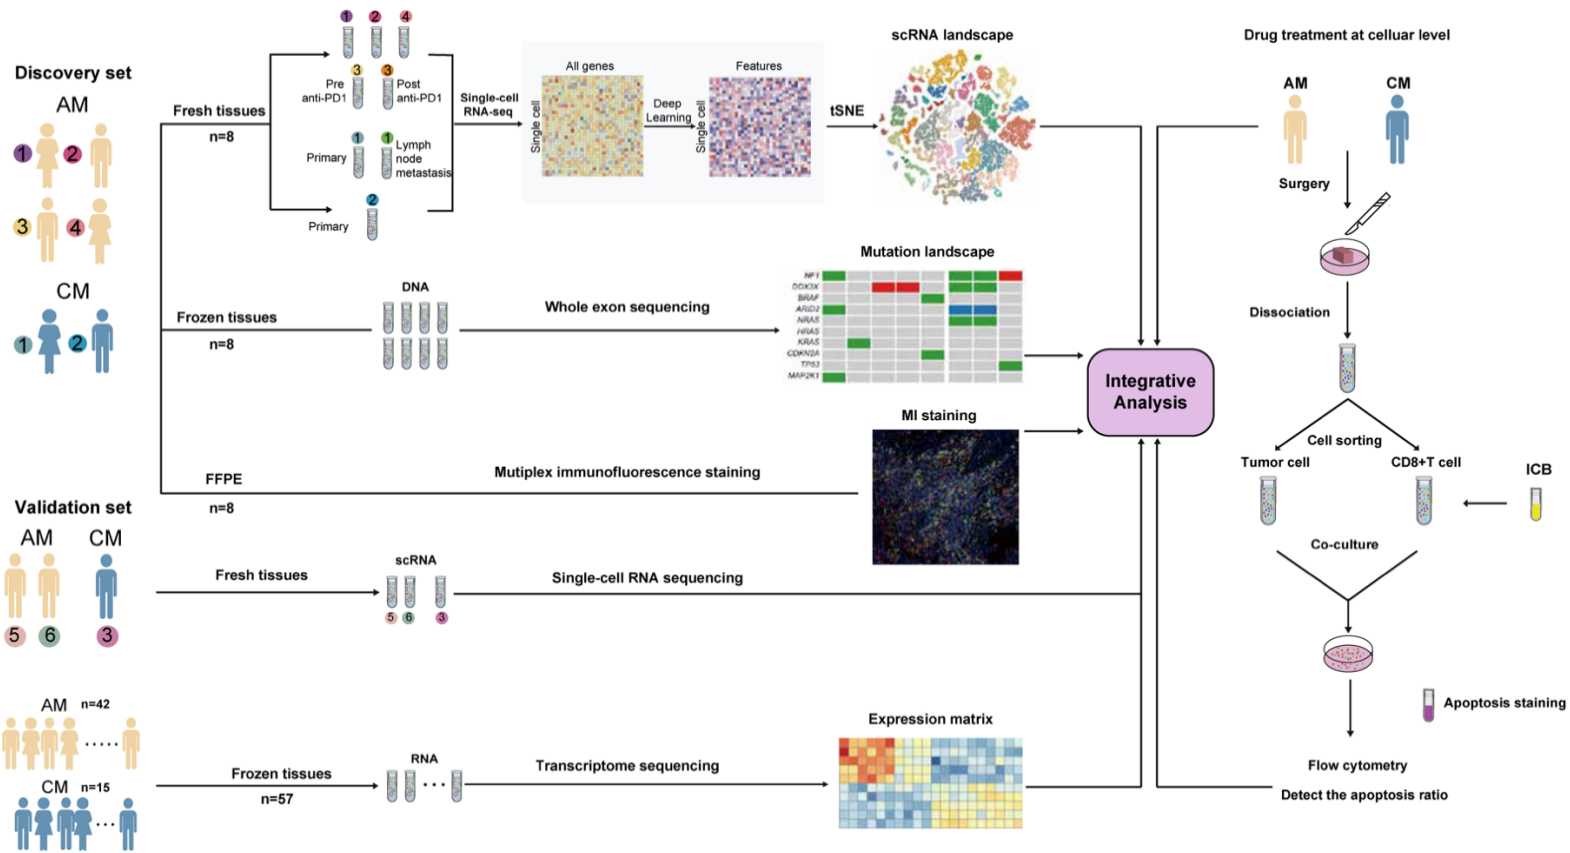 Discovery set
AM
1
2
3
4
CM
1
2
Fresh tissues
n=8
1
2
4
3
3
Pre
anti-PD1
Post
anti-PD1
1
1
Primary
Lymph
node
metastasis
2
Primary
Single-cell
RNA-seq
All genes
Single cell
Deep
Learning
Features
Single cell
tSNE
scRNA landscape
Frozen tissues
n=8
DNA
Whole exon sequencing
Mutation landscape
NF1
DDX3X
BRAF
ARID2
NRAS
HRAS
KRAS
CDKN2A
TP53
MAP2K1
FFPE
n=8
Mutiplex immunofluorescence staining
MI staining
Integrative
Analysis
Validation set
AM
CM
5
6
3
Fresh tissues
scRNA
5
6
3
Single-cell RNA sequencing
AM n=42
CM n=15
Frozen tissues
n=57
RNA
Transcriptome sequencing
Expression matrix
Drug treatment at celluar level
AM
CM
Surgery
Dissociation
Cell sorting
Tumor cell
CD8+T cell
ICB
Co-culture
Apoptosis staining
Flow cytometry
Detect the apoptosis ratio